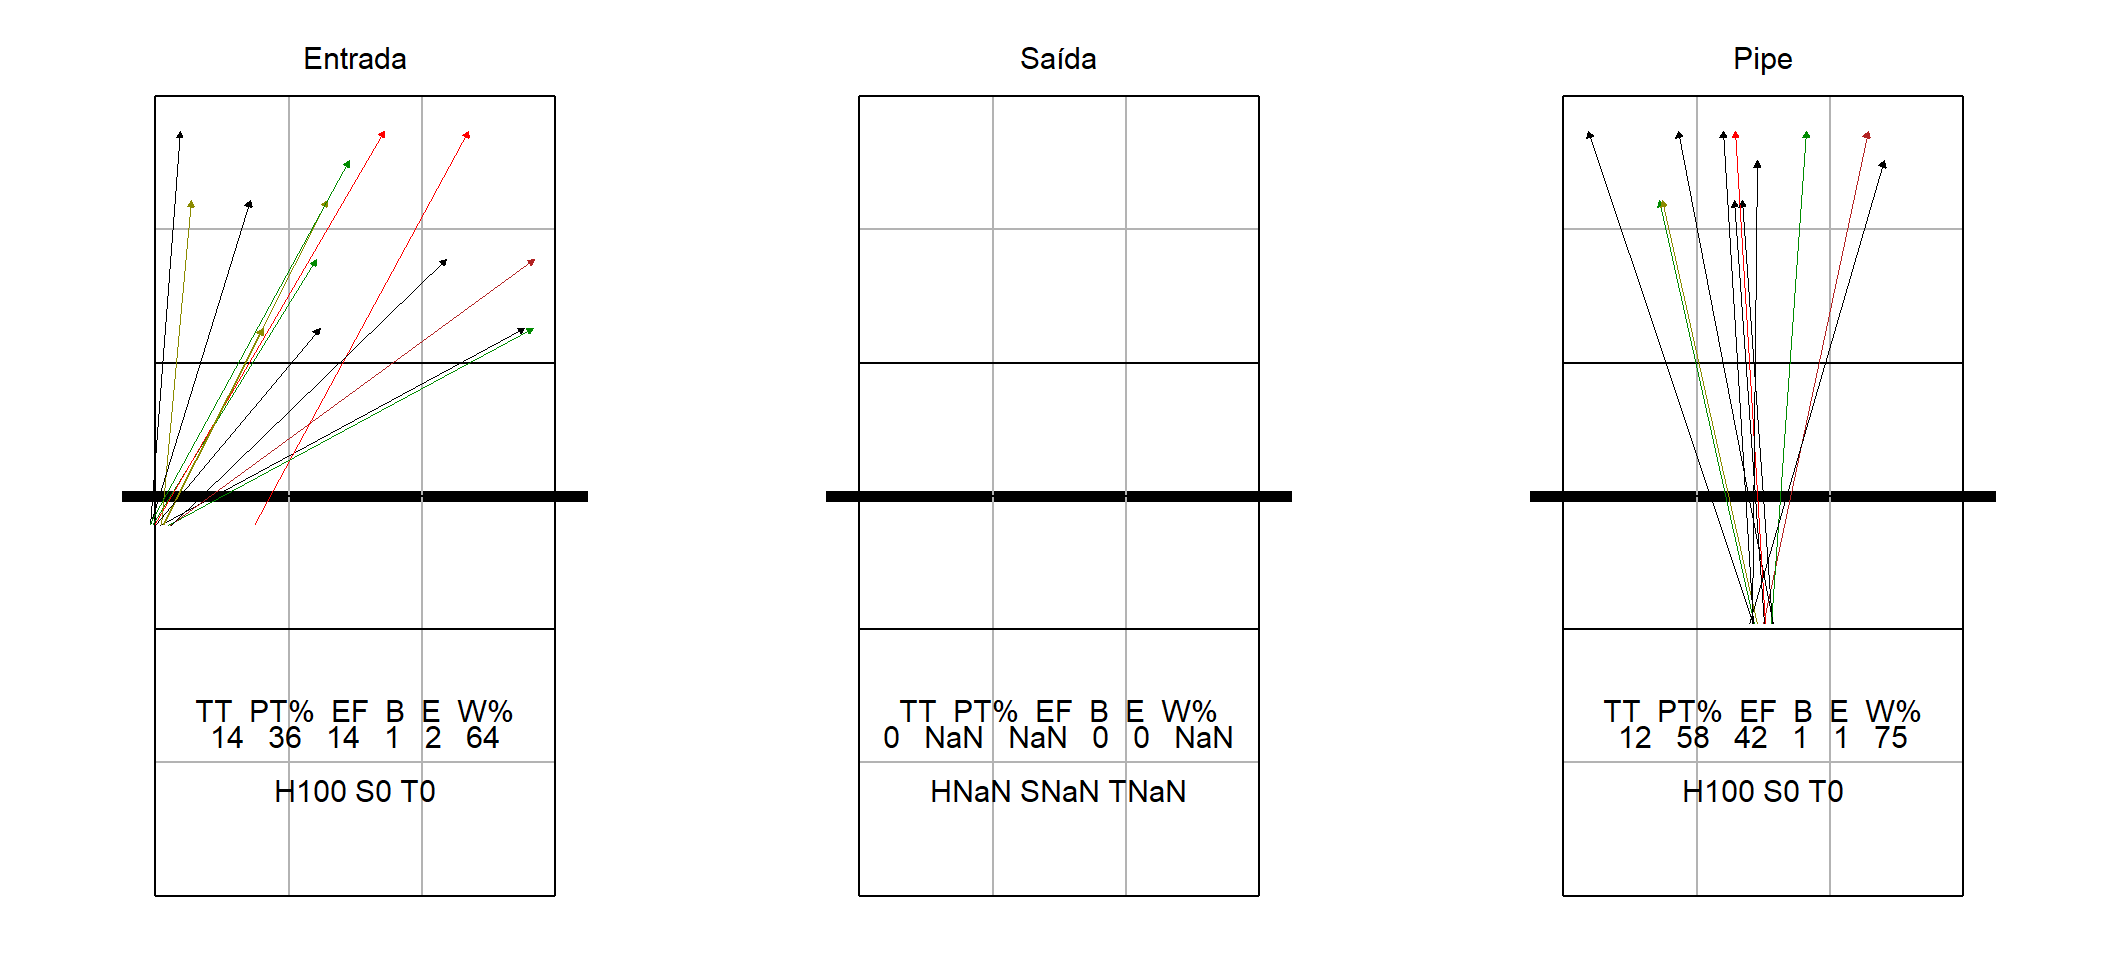 Entrada
TT PT% EF B E W%
14 36 14 1 2 64
H100 S0 T0
Saída
TT PT% EF B E W%
0 NaN NaN 0 0 NaN
HNaN SNaN TNaN
Pipe
TT PT% EF B E W%
12 58 42 1 1 75
H100 S0 T0